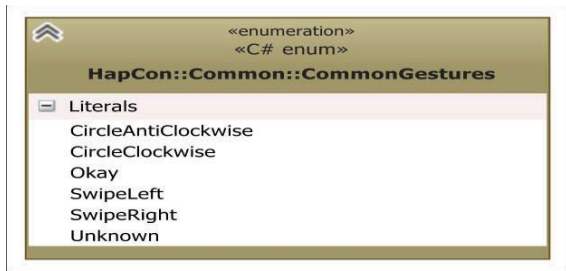 «enumeration»
«C# enum»
HapCon::Common::CommonGestures
Literals
CircleAntiClockwise
CircleClockwise
Okay
SwipeLeft
SwipeRight
Unknown